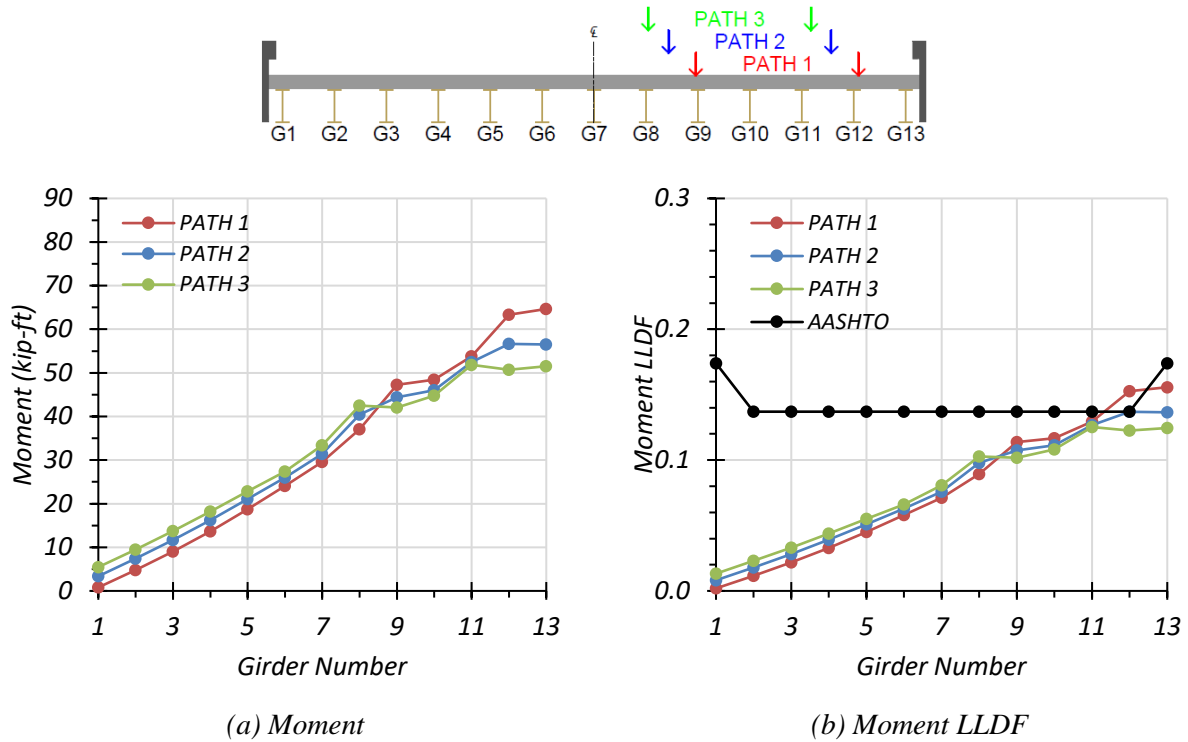 PATH 3
℄ PATH 2
PATH 1
G1 G2 G3 G4 G5 G6 G7 G8 G9 G10 G11 G12 G13
90
80
70
60
50
40
30
20
10
0
Moment (kip-ft)
PATH 1
PATH 2
PATH 3
1 3 5 7 9 11 13
Girder Number
(a) Moment
0.3
0.2
0.1
0.0
Moment LLDF
PATH 1
PATH 2
PATH 3
AASHTO
1 3 5 7 9 11 13
Girder Number
(b) Moment LLDF